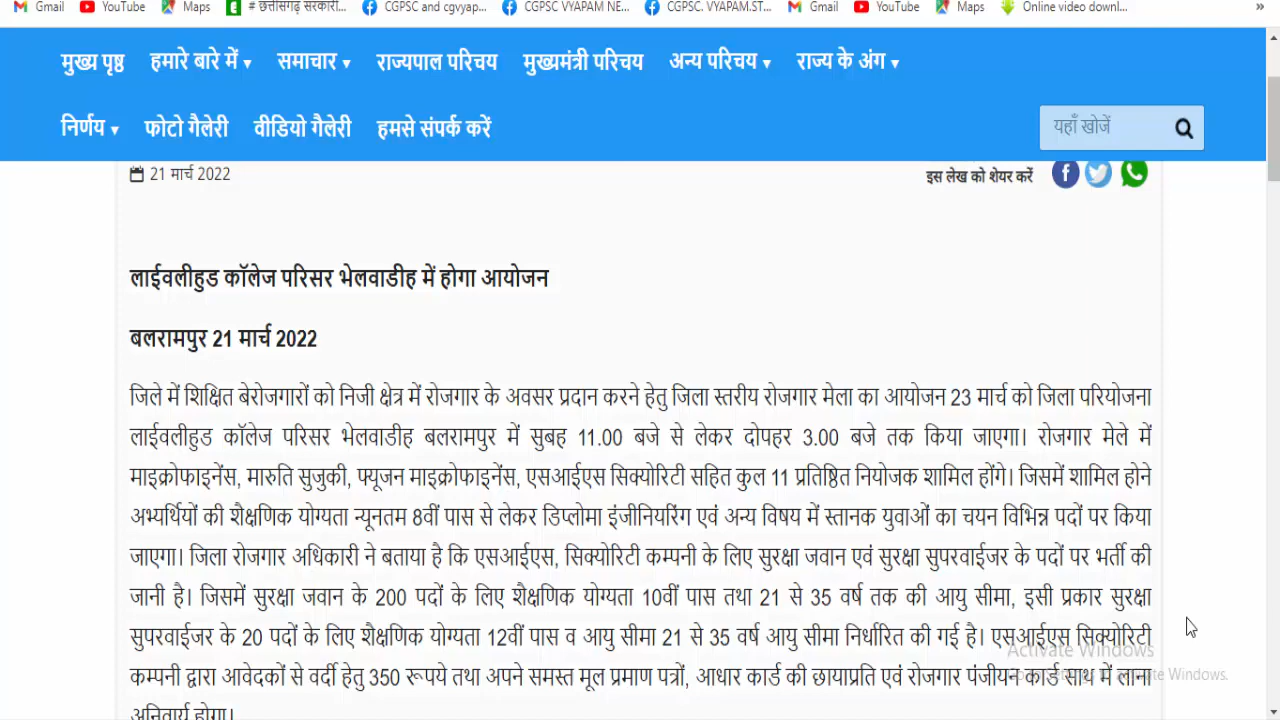 Gmail YouTube Maps # छत्तीसगढ़ सरकारी... CGPSC and cgvyap... CGPSC VYAPAM NE... CGPSC. VYAPAM.ST... Gmail YouTube Maps Online video downl... »
मुख्य पृष्ठ हमारे बारे में ▾ समाचार ▾ राज्यपाल परिचय मुख्यमंत्री परिचय अन्य परिचय ▾ राज्य के अंग ▾
निर्णय ▾ फोटो गैलेरी वीडियो गैलेरी हमसे संपर्क करें यहाँ खोजें
21 मार्च 2022 इस लेख को शेयर करें
लाईवलीहुड कॉलेज परिसर भेलवाडीह में होगा आयोजन
बलरामपुर 21 मार्च 2022
जिले में शिक्षित बेरोजगारों को निजी क्षेत्र में रोजगार के अवसर प्रदान करने हेतु जिला स्तरीय रोजगार मेला का आयोजन 23 मार्च को जिला परियोजना
लाईवलीहुड कॉलेज परिसर भेलवाडीह बलरामपुर में सुबह 11.00 बजे से लेकर दोपहर 3.00 बजे तक किया जाएगा। रोजगार मेले में
माइक्रोफाइनेंस, मारुति सुजुकी, फ्यूजन माइक्रोफाइनेंस, एसआईएस सिक्योरिटी सहित कुल 11 प्रतिष्ठित नियोजक शामिल होंगे। जिसमें शामिल होने
अभ्यर्थियों की शैक्षणिक योग्यता न्यूनतम 8वीं पास से लेकर डिप्लोमा इंजीनियरिंग एवं अन्य विषय में स्तानक युवाओं का चयन विभिन्न पदों पर किया
जाएगा। जिला रोजगार अधिकारी ने बताया है कि एसआईएस, सिक्योरिटी कम्पनी के लिए सुरक्षा जवान एवं सुरक्षा सुपरवाईजर के पदों पर भर्ती की
जानी है। जिसमें सुरक्षा जवान के 200 पदों के लिए शैक्षणिक योग्यता 10वीं पास तथा 21 से 35 वर्ष तक की आयु सीमा, इसी प्रकार सुरक्षा
सुपरवाईजर के 20 पदों के लिए शैक्षणिक योग्यता 12वीं पास व आयु सीमा 21 से 35 वर्ष आयु सीमा निर्धारित की गई है। एसआईएस सिक्योरिटी
Activate Windows
कम्पनी द्वारा आवेदकों से वर्दी हेतु 350 रूपये तथा अपने समस्त मूल प्रमाण पत्रों, आधार कार्ड की छायाप्रति एवं रोजगार पंजीयन कार्ड साथ में लाना
Go to Settings to activate Windows.
अनिवार्य होगा।